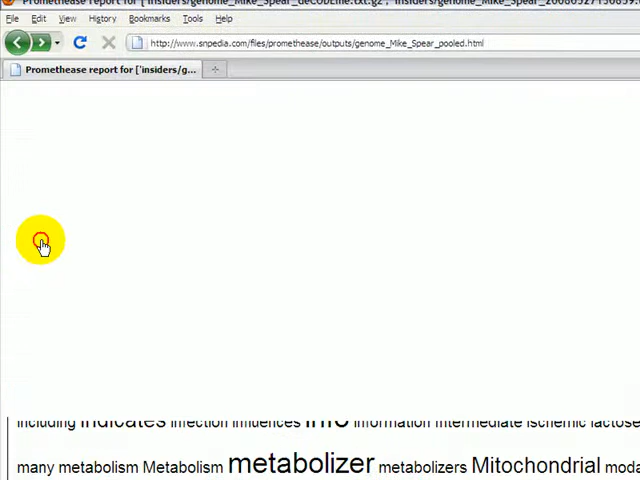 Promethease report for ['insiders/genome_Mike_Spear_deCODEme.txt.gz', 'insiders/genome_Mike_Spear_
File Edit View History Bookmarks Tools Help
http://www.snpedia.com/files/promethease/outputs/genome_Mike_Spear_pooled.html
Promethease report for ['insiders/g...
including indicates infection influences info information Intermediate ischemic lactose
many metabolism Metabolism metabolizer metabolizers Mitochondrial moda